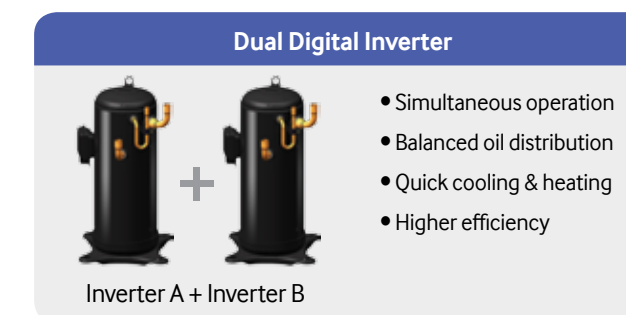 Dual Digital Inverter
• Simultaneous operation
• Balanced oil distribution
• Quick cooling & heating
• Higher efficiency
+
Inverter A + Inverter B